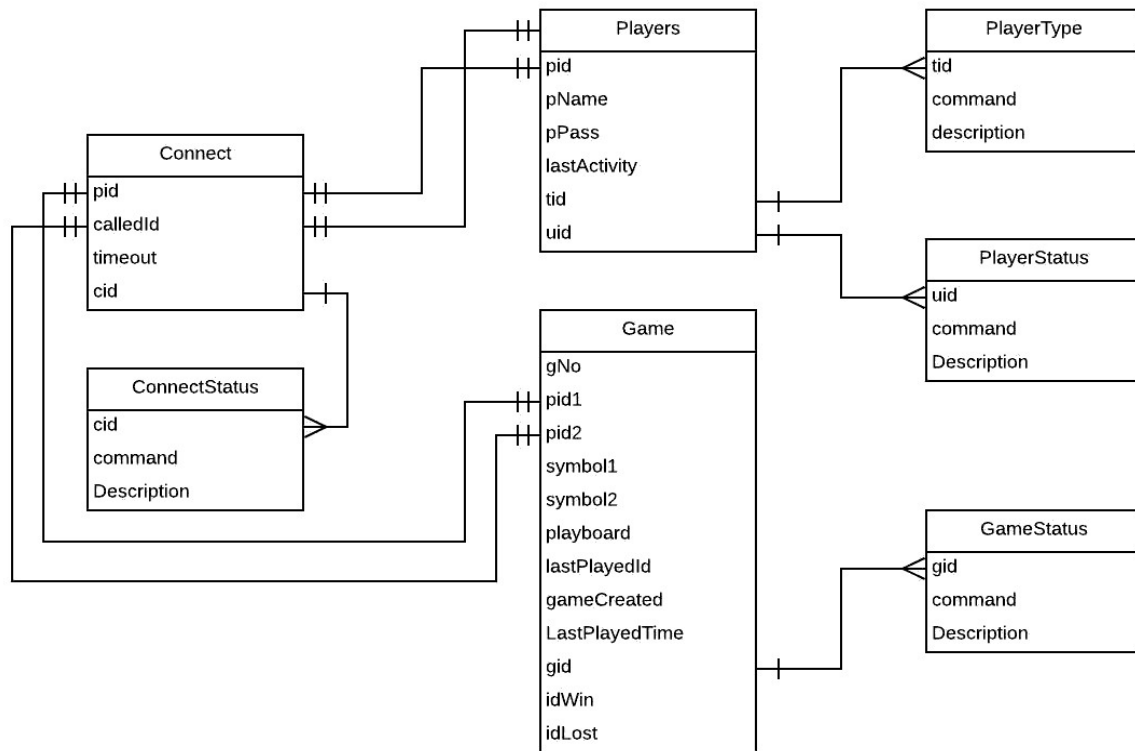 Players
pid
pName
pPass
lastActivity
tid
uid
PlayerType
tid
command
description
Connect
pid
calledId
timeout
cid
PlayerStatus
uid
command
Description
ConnectStatus
cid
command
Description
Game
gNo
pid1
pid2
symbol1
symbol2
playboard
lastPlayedId
gameCreated
LastPlayedTime
gid
idWin
idLost
GameStatus
gid
command
Description